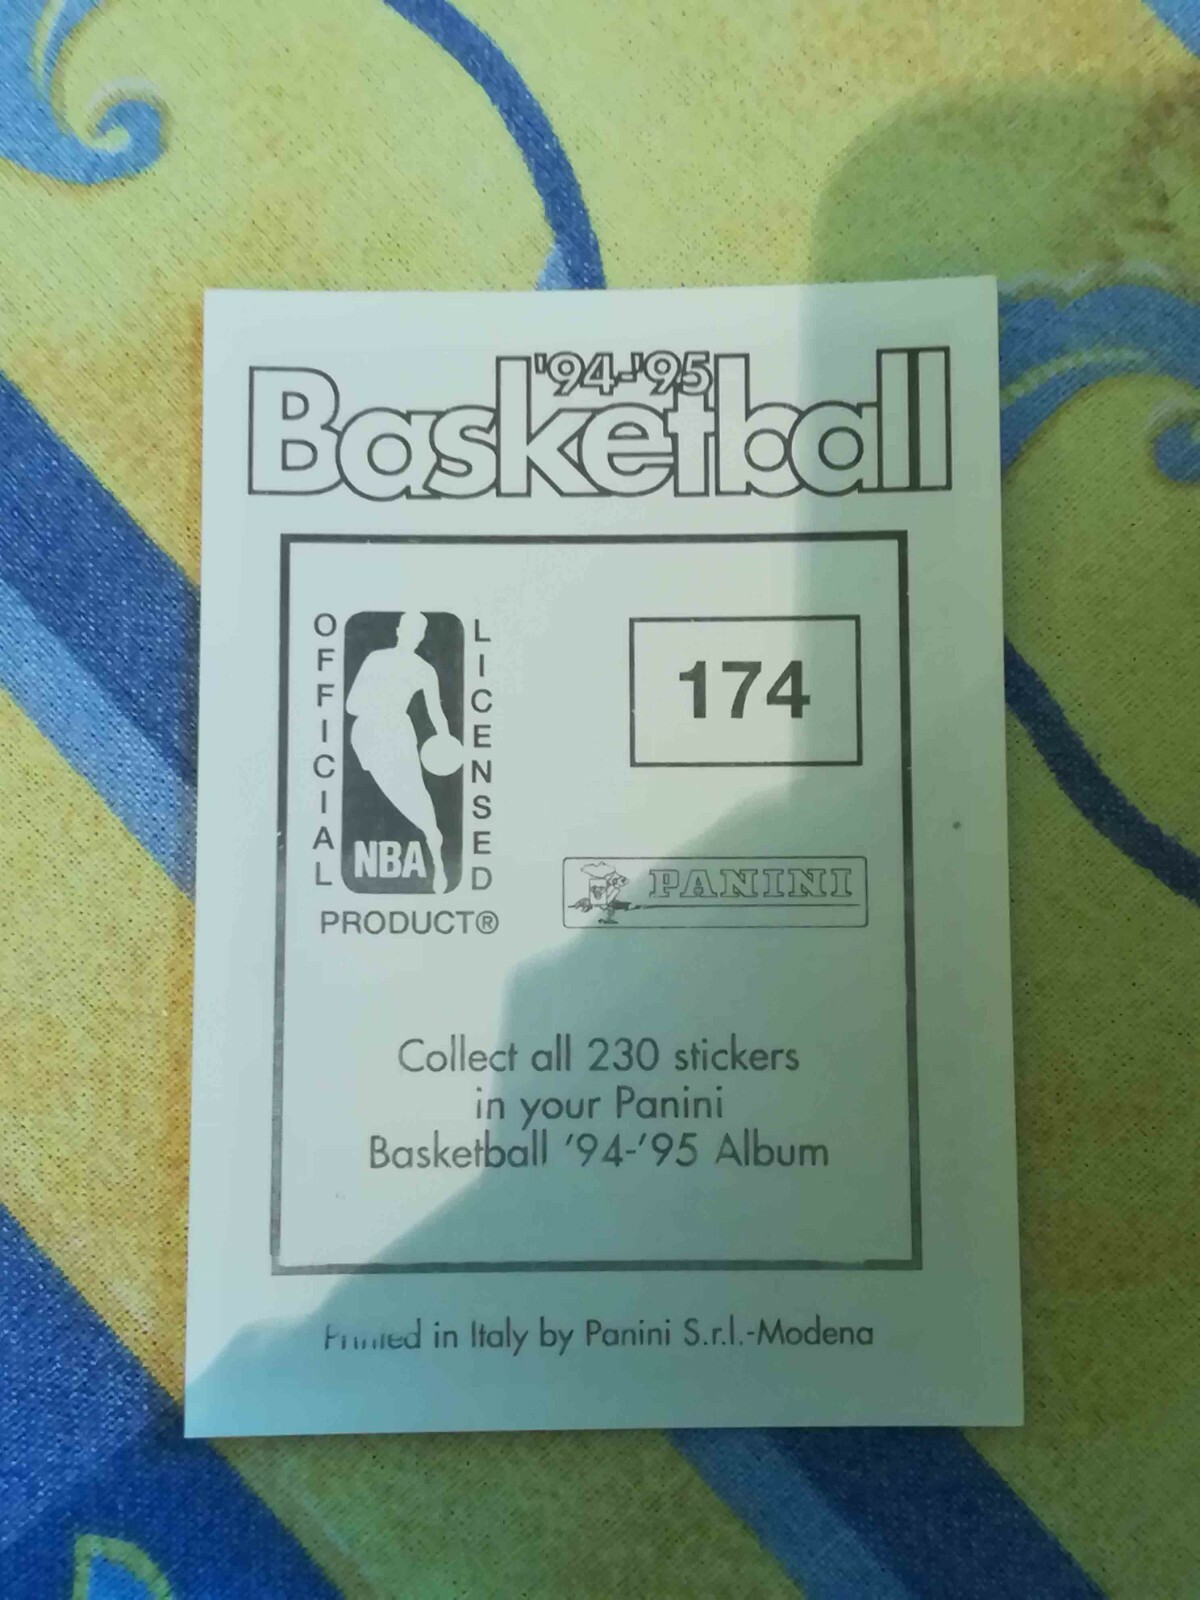 '94-'95
Basketball
OFFICIAL
LICENSED
NBA
PRODUCT®
174
PANINI
Collect all 230 stickers
in your Panini
Basketball '94-'95 Album
Printed in Italy by Panini S.r.l.-Modena